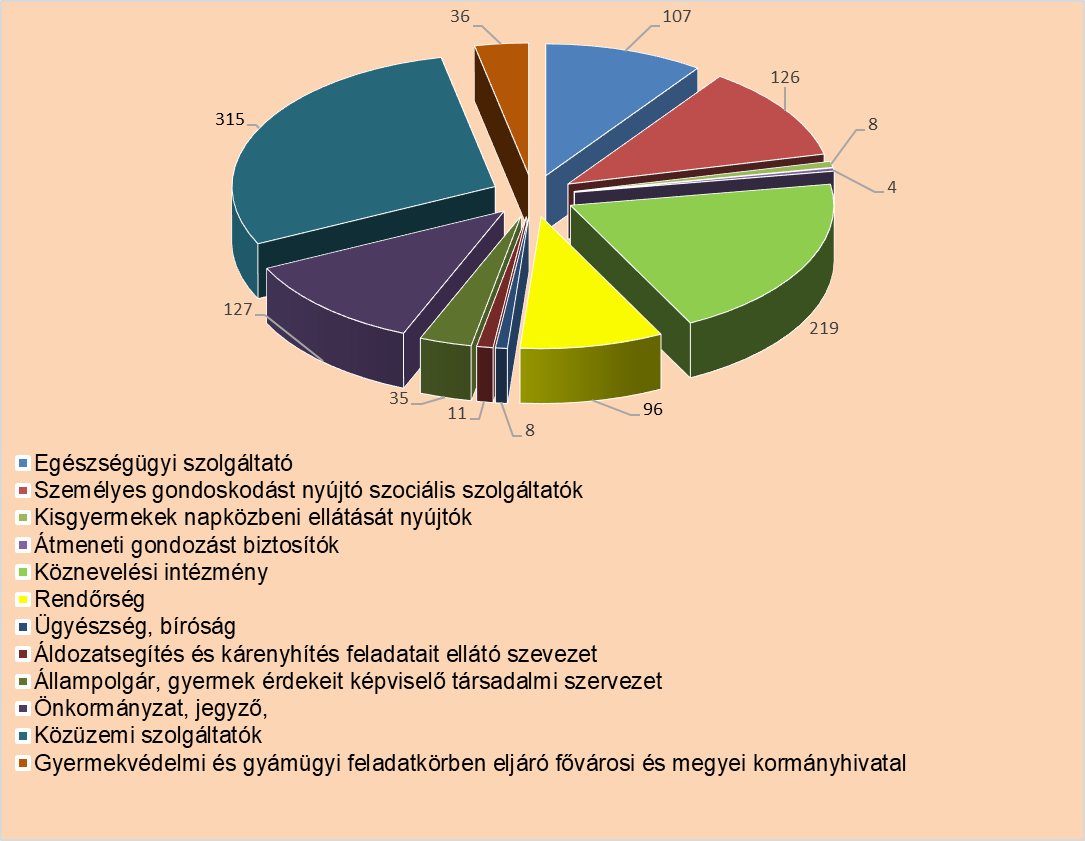 36
107
126
8
4
315
219
127
35
11
8
96
Egészségügyi szolgáltató
Személyes gondoskodást nyújtó szociális szolgáltatók
Kisgyermekek napközbeni ellátását nyújtók
Átmeneti gondozást biztosítók
Köznevelési intézmény
Rendőrség
Ügyészség, bíróság
Áldozatsegítés és kárenyhítés feladatait ellátó szevezet
Állampolgár, gyermek érdekeit képviselő társadalmi szervezet
Önkormányzat, jegyző,
Közüzemi szolgáltatók
Gyermekvédelmi és gyámügyi feladatkörben eljáró fővárosi és megyei kormányhivatal